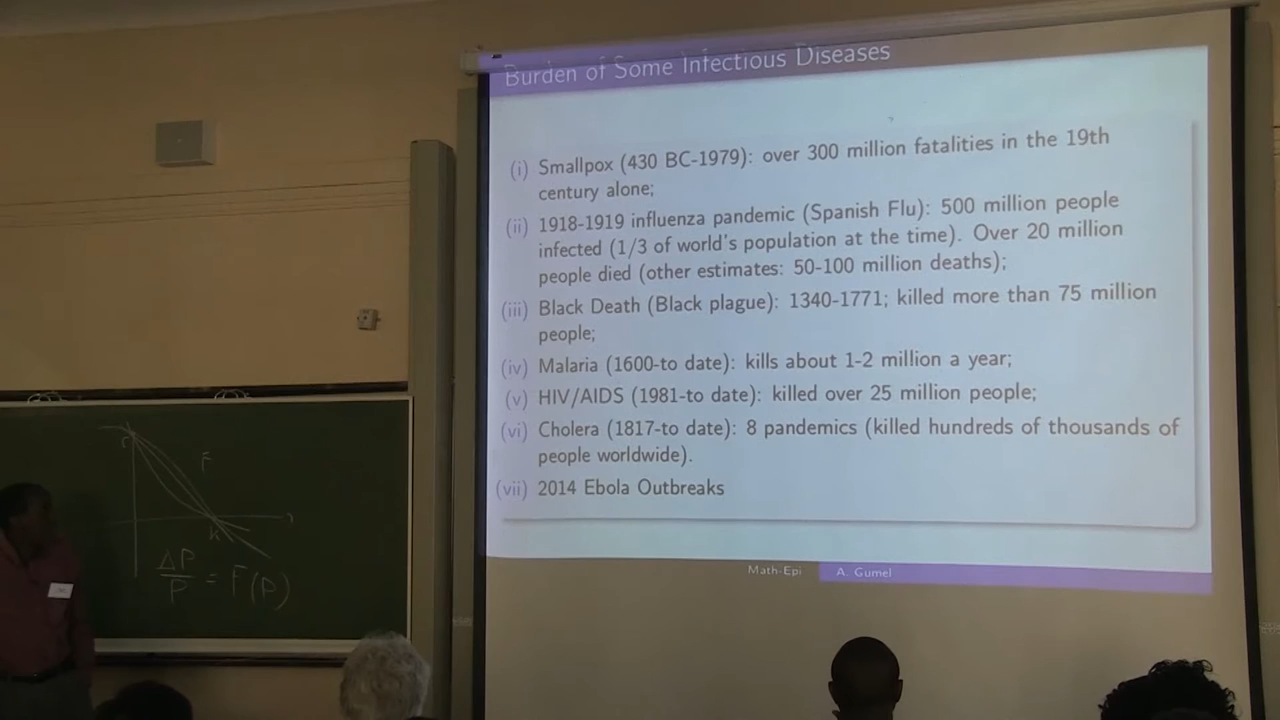 Burden of Some Infectious Diseases
(i) Smallpox (430 BC-1979): over 300 million fatalities in the 19th
century alone;
(ii) 1918-1919 influenza pandemic (Spanish Flu): 500 million people
infected (1/3 of world's population at the time). Over 20 million
people died (other estimates: 50-100 million deaths);
(iii) Black Death (Black plague): 1340-1771; killed more than 75 million
people;
(iv) Malaria (1600-to date): kills about 1-2 million a year;
(v) HIV/AIDS (1981-to date): killed over 25 million people;
(vi) Cholera (1817-to date): 8 pandemics (killed hundreds of thousands of
people worldwide).
(vii) 2014 Ebola Outbreaks
Math-Epi A. Gumel
F
K
ΔP/P = F(P)